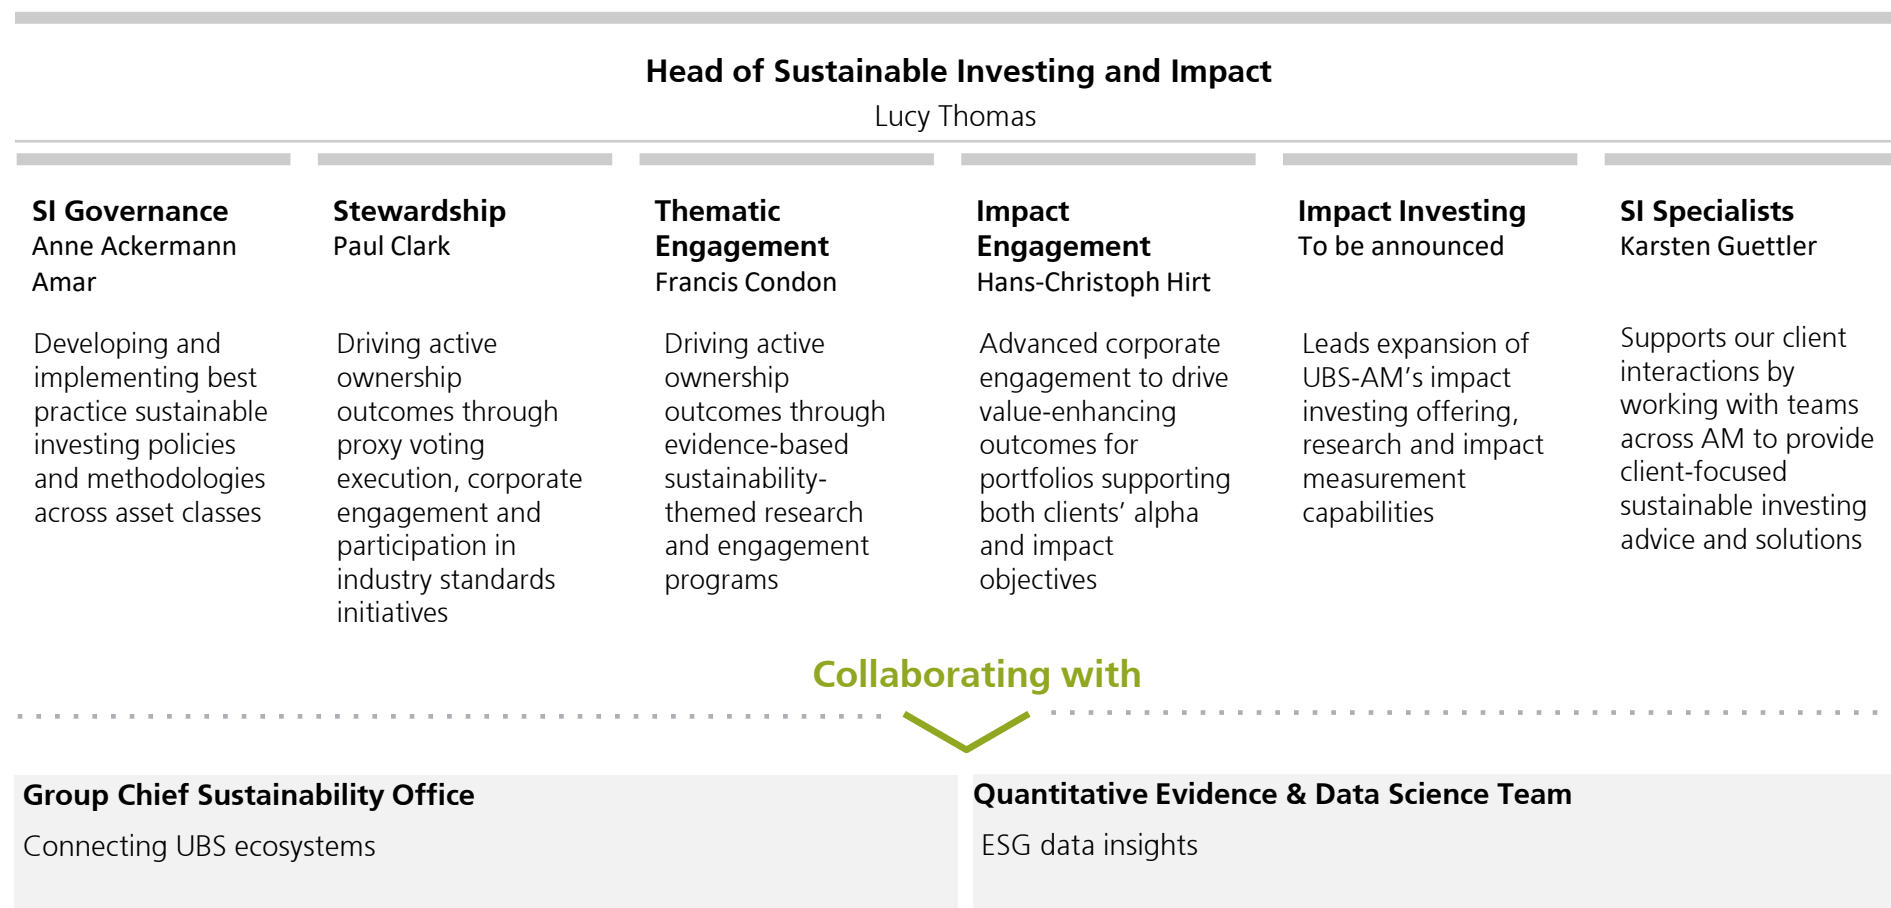 Head of Sustainable Investing and Impact
Lucy Thomas
SI Governance
Anne Ackermann
Amar
Developing and
implementing best
practice sustainable
investing policies
and methodologies
across asset classes
Stewardship
Paul Clark
Driving active
ownership
outcomes through
proxy voting
execution, corporate
engagement and
participation in
industry standards
initiatives
Thematic
Engagement
Francis Condon
Driving active
ownership
outcomes through
evidence-based
sustainability-
themed research
and engagement
programs
Impact
Engagement
Hans-Christoph Hirt
Advanced corporate
engagement to drive
value-enhancing
outcomes for
portfolios supporting
both clients’ alpha
and impact
objectives
Impact Investing
To be announced
Leads expansion of
UBS-AM’s impact
investing offering,
research and impact
measurement
capabilities
SI Specialists
Karsten Guettler
Supports our client
interactions by
working with teams
across AM to provide
client-focused
sustainable investing
advice and solutions
Collaborating with
Group Chief Sustainability Office
Connecting UBS ecosystems
Quantitative Evidence & Data Science Team
ESG data insights